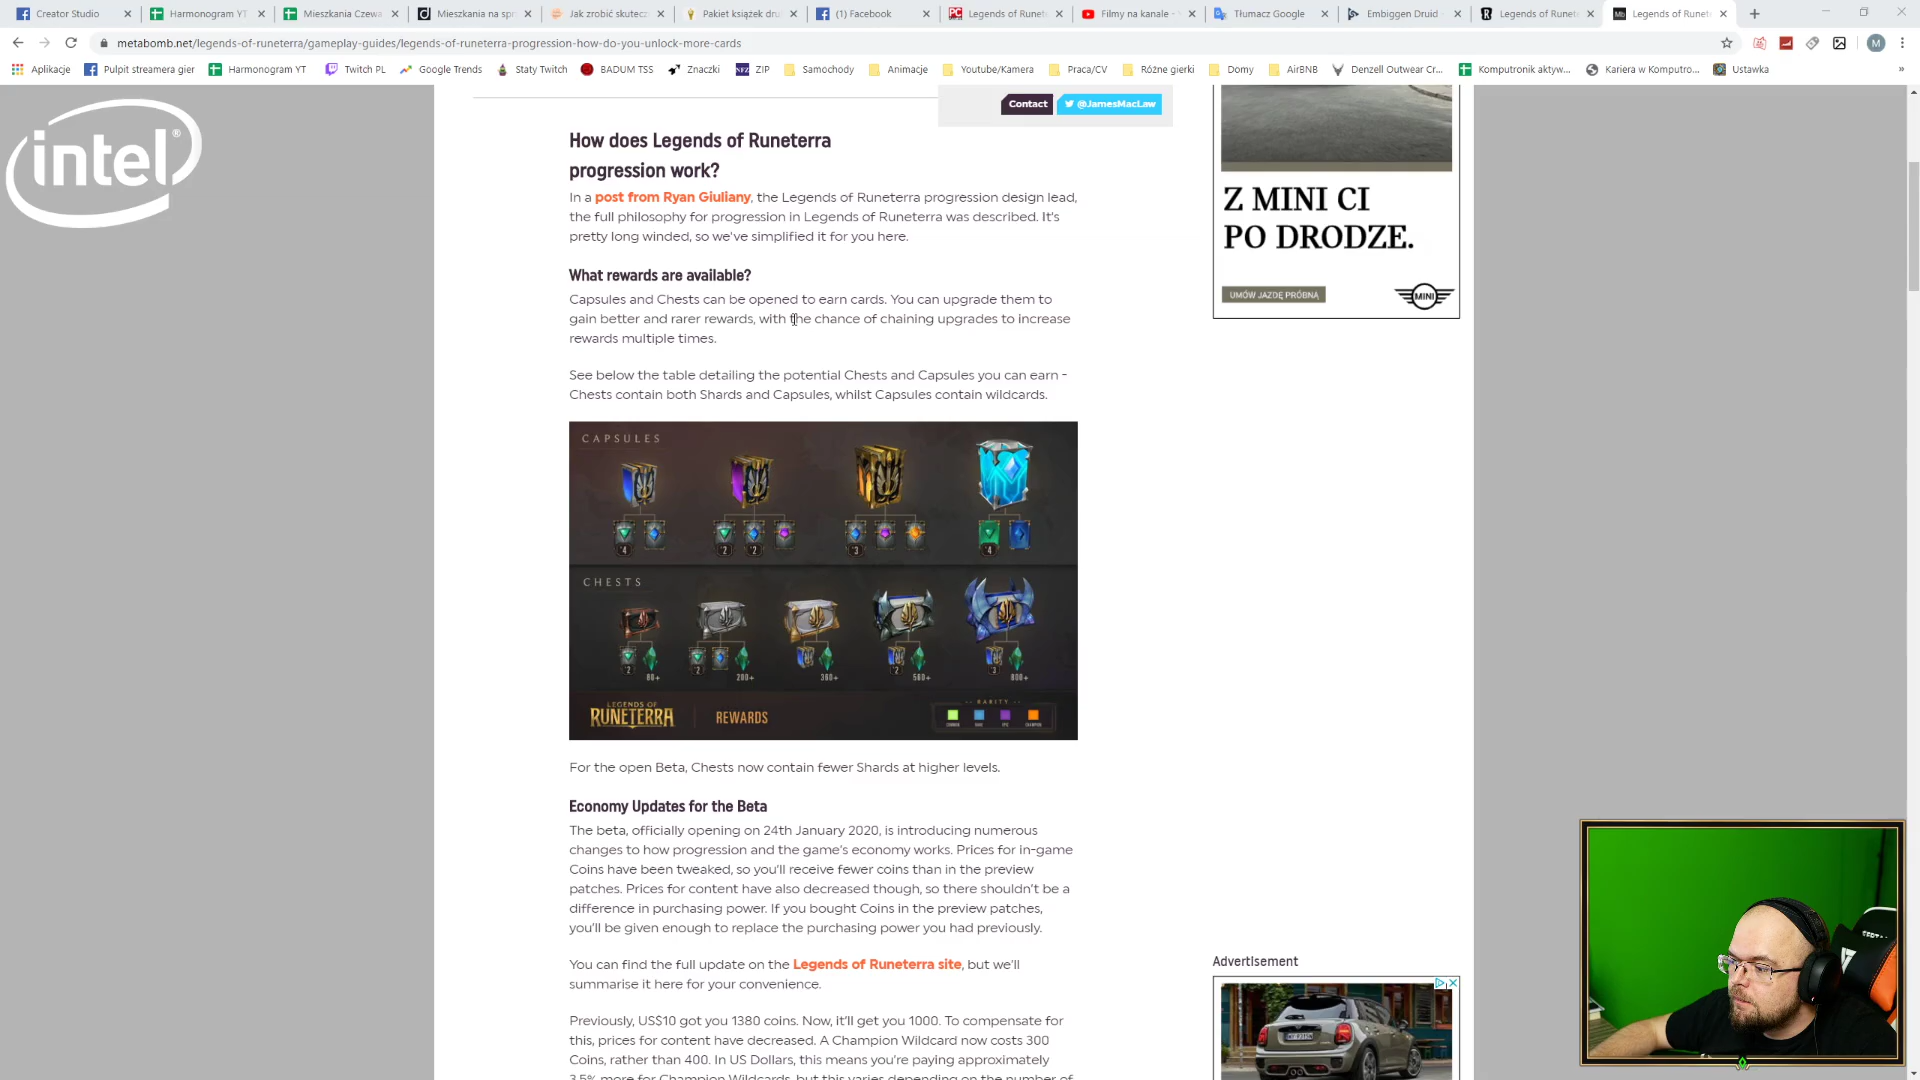 Creator Studio
Harmonogram YT
Mieszkania Czewa
Mieszkania na spr
Jak zrobić skutecz
Pakiet książek dru
(1) Facebook
Legends of Runet
Filmy na kanale -
Tłumacz Google
Embiggen Druid -
Legends of Runet
Legends of Runet
metabomb.net/legends-of-runeterra/gameplay-guides/legends-of-runeterra-progression-how-do-you-unlock-more-cards
M
Aplikacje
Pulpit streamera gier
Harmonogram YT
Twitch PL
Google Trends
Staty Twitch
BADUM TSS
Znaczki
ZIP
Samochody
Animacje
Youtube/Kamera
Praca/CV
Różne gierki
Domy
AirBNB
Denzell Outwear Cr...
Komputronik aktyw...
Kariera w Komputro...
Ustawka
»
intel®
Contact
@JamesMacLaw
How does Legends of Runeterra
progression work?
In a post from Ryan Giuliany, the Legends of Runeterra progression design lead,
the full philosophy for progression in Legends of Runeterra was described. It's
pretty long winded, so we've simplified it for you here.
What rewards are available?
Capsules and Chests can be opened to earn cards. You can upgrade them to
gain better and rarer rewards, with the chance of chaining upgrades to increase
rewards multiple times.
See below the table detailing the potential Chests and Capsules you can earn -
Chests contain both Shards and Capsules, whilst Capsules contain wildcards.
CAPSULES
4
2
2
3
4
CHESTS
2
80+
2
200+
380+
2
560+
3
800+
LEGENDS OF
RUNETERRA
REWARDS
RARITY
For the open Beta, Chests now contain fewer Shards at higher levels.
Economy Updates for the Beta
The beta, officially opening on 24th January 2020, is introducing numerous
changes to how progression and the game's economy works. Prices for in-game
Coins have been tweaked, so you'll receive fewer coins than in the preview
patches. Prices for content have also decreased though, so there shouldn't be a
difference in purchasing power. If you bought Coins in the preview patches,
you'll be given enough to replace the purchasing power you had previously.
You can find the full update on the Legends of Runeterra site, but we'll
summarise it here for your convenience.
Previously, US$10 got you 1380 coins. Now, it'll get you 1000. To compensate for
this, prices for content have decreased. A Champion Wildcard now costs 300
Coins, rather than 400. In US Dollars, this means you're paying approximately
3.5% more for Champion Wildcards, but this varies depending on the number of
Z MINI CI
PO DRODZE.
UMÓW JAZDĘ PRÓBNĄ
MINI
Advertisement